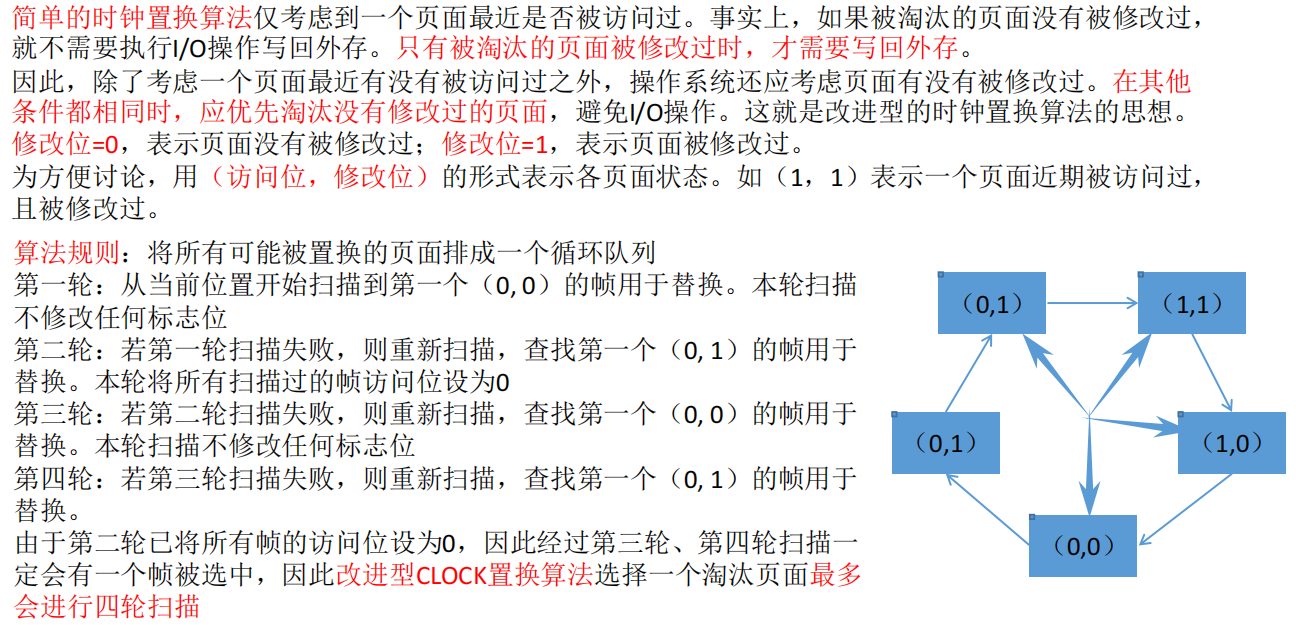 简单的时钟置换算法仅考虑到一个页面最近是否被访问过。事实上，如果被淘汰的页面没有被修改过，
就不需要执行I/O操作写回外存。只有被淘汰的页面被修改过时，才需要写回外存。
因此，除了考虑一个页面最近有没有被访问过之外，操作系统还应考虑页面有没有被修改过。在其他
条件都相同时，应优先淘汰没有修改过的页面，避免I/O操作。这就是改进型的时钟置换算法的思想。
修改位=0，表示页面没有被修改过；修改位=1，表示页面被修改过。
为方便讨论，用（访问位，修改位）的形式表示各页面状态。如（1，1）表示一个页面近期被访问过，
且被修改过。
算法规则：将所有可能被置换的页面排成一个循环队列
第一轮：从当前位置开始扫描到第一个（0, 0）的帧用于替换。本轮扫描
不修改任何标志位
第二轮：若第一轮扫描失败，则重新扫描，查找第一个（0, 1）的帧用于
替换。本轮将所有扫描过的帧访问位设为0
第三轮：若第二轮扫描失败，则重新扫描，查找第一个（0, 0）的帧用于
替换。本轮扫描不修改任何标志位
第四轮：若第三轮扫描失败，则重新扫描，查找第一个（0, 1）的帧用于
替换。
由于第二轮已将所有帧的访问位设为0，因此经过第三轮、第四轮扫描一
定会有一个帧被选中，因此改进型CLOCK置换算法选择一个淘汰页面最多
会进行四轮扫描
（0,1）
（1,1）
（0,1）
（1,0）
（0,0）